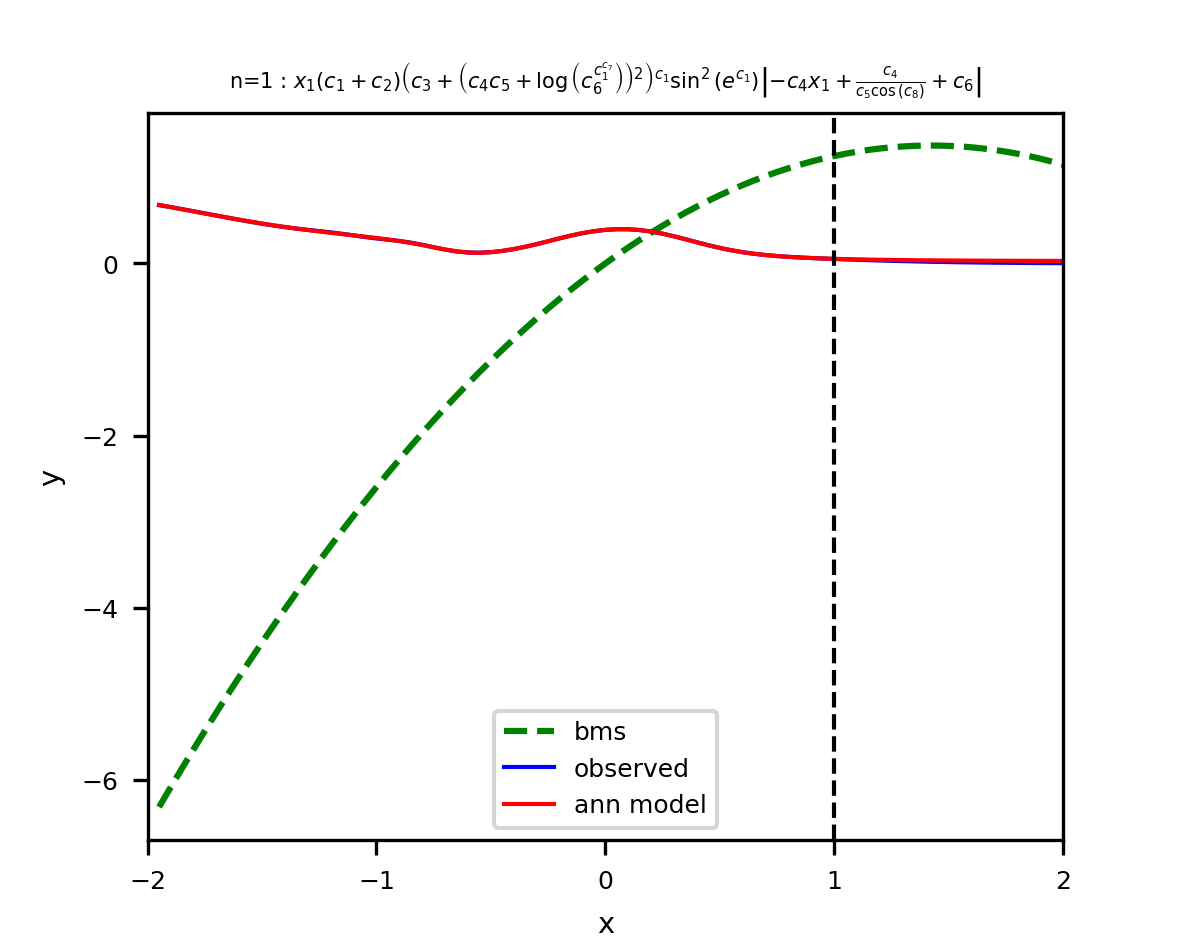 n=1 : x₁(c₁ + c₂)(c₃ + (c₄c₅ + log(c₆^{c₁^{c₇}}))²)^{c₁} sin²(e^{c₁})|−c₄x₁ + c₄/(c₅cos(c₈)) + c₆|
0
−2
−4
−6
y
bms
observed
ann model
−2 −1 0 1 2
x